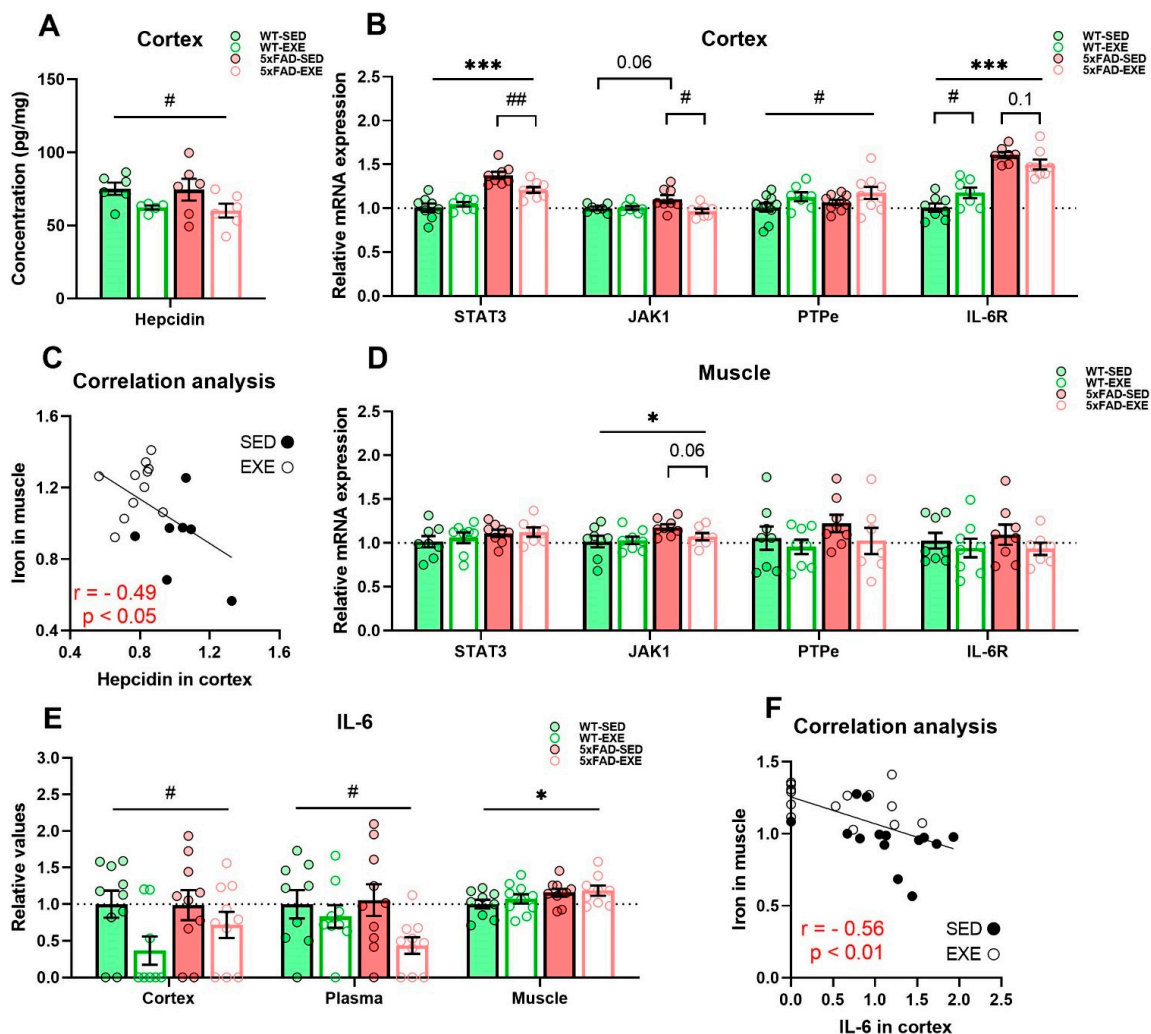 A
Cortex
WT-SED
WT-EXE
5xFAD-SED
5xFAD-EXE
Concentration (pg/mg)
150
100
50
0
#
Hepcidin
B
Cortex
WT-SED
WT-EXE
5xFAD-SED
5xFAD-EXE
Relative mRNA expression
2.5
2.0
1.5
1.0
0.5
0.0
***
##
0.06
#
#
***
#
0.1
STAT3
JAK1
PTPe
IL-6R
C
Correlation analysis
Iron in muscle
1.6
1.2
0.8
0.4
SED
EXE
r = - 0.49
p < 0.05
0.4
0.8
1.2
1.6
Hepcidin in cortex
D
Muscle
WT-SED
WT-EXE
5xFAD-SED
5xFAD-EXE
Relative mRNA expression
2.5
2.0
1.5
1.0
0.5
0.0
*
0.06
STAT3
JAK1
PTPe
IL-6R
E
IL-6
WT-SED
WT-EXE
5xFAD-SED
5xFAD-EXE
Relative values
3.0
2.5
2.0
1.5
1.0
0.5
0.0
#
#
*
Cortex
Plasma
Muscle
F
Correlation analysis
Iron in muscle
1.5
1.0
0.5
0.0
r = - 0.56
p < 0.01
SED
EXE
0.0
0.5
1.0
1.5
2.0
2.5
IL-6 in cortex